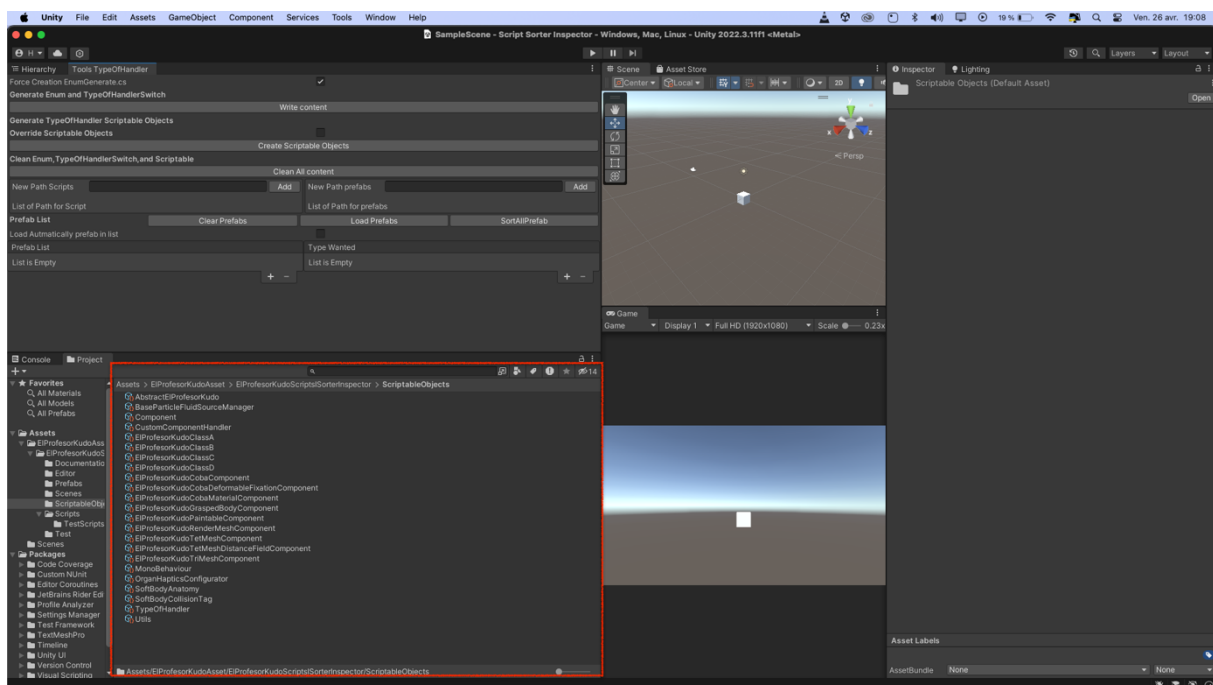 Unity File Edit Assets GameObject Component Services Tools Window Help
19 % Ven. 26 avr. 19:08
SampleScene - Script Sorter Inspector - Windows, Mac, Linux - Unity 2022.3.11f1 <Metal>
H Layers Layout
Hierarchy Tools TypeOfHandler
Force Creation EnumGenerate.cs
Generate Enum and TypeOfHandlerSwitch
Write content
Generate TypeOfHandler Scriptable Objects
Override Scriptable Objects
Create Scriptable Objects
Clean Enum,TypeOfHandlerSwitch,and Scriptable
Clean All content
New Path Scripts Add New Path prefabs Add
List of Path for Script List of Path for prefabs
Prefab List Clear Prefabs Load Prefabs SortAllPrefab
Load Autmatically prefab in list
Prefab List Type Wanted
List is Empty List is Empty
+ - + -
Scene Asset Store
Center Local 2D
y
x z
Persp
Game
Game Display 1 Full HD (1920x1080) Scale 0.23x
Inspector Lighting
Scriptable Objects (Default Asset)
Open
Console Project
+
14
Favorites
All Materials
All Models
All Prefabs
Assets
ElProfesorKudoAss
ElProfesorKudoS
Documentatio
Editor
Prefabs
Scenes
ScriptableObj
Scripts
TestScripts
Test
Scenes
Packages
Code Coverage
Custom NUnit
Editor Coroutines
JetBrains Rider Edi
Profile Analyzer
Settings Manager
Test Framework
TextMeshPro
Timeline
Unity UI
Version Control
Visual Scripting
Assets > ElProfesorKudoAsset > ElProfesorKudoScriptslSorterInspector > ScriptableObjects
AbstractElProfesorKudo
BaseParticleFluidSourceManager
Component
CustomComponentHandler
ElProfesorKudoClassA
ElProfesorKudoClassB
ElProfesorKudoClassC
ElProfesorKudoClassD
ElProfesorKudoCobaComponent
ElProfesorKudoCobaDeformableFixationComponent
ElProfesorKudoCobaMaterialComponent
ElProfesorKudoGraspedBodyComponent
ElProfesorKudoPaintableComponent
ElProfesorKudoRenderMeshComponent
ElProfesorKudoTetMeshComponent
ElProfesorKudoTetMeshDistanceFieldComponent
ElProfesorKudoTriMeshComponent
MonoBehaviour
OrganHapticsConfigurator
SoftBodyAnatomy
SoftBodyCollisionTag
TypeOfHandler
Utils
Assets/ElProfesorKudoAsset/ElProfesorKudoScriptslSorterInspector/ScriptableObjects
Asset Labels
AssetBundle None None